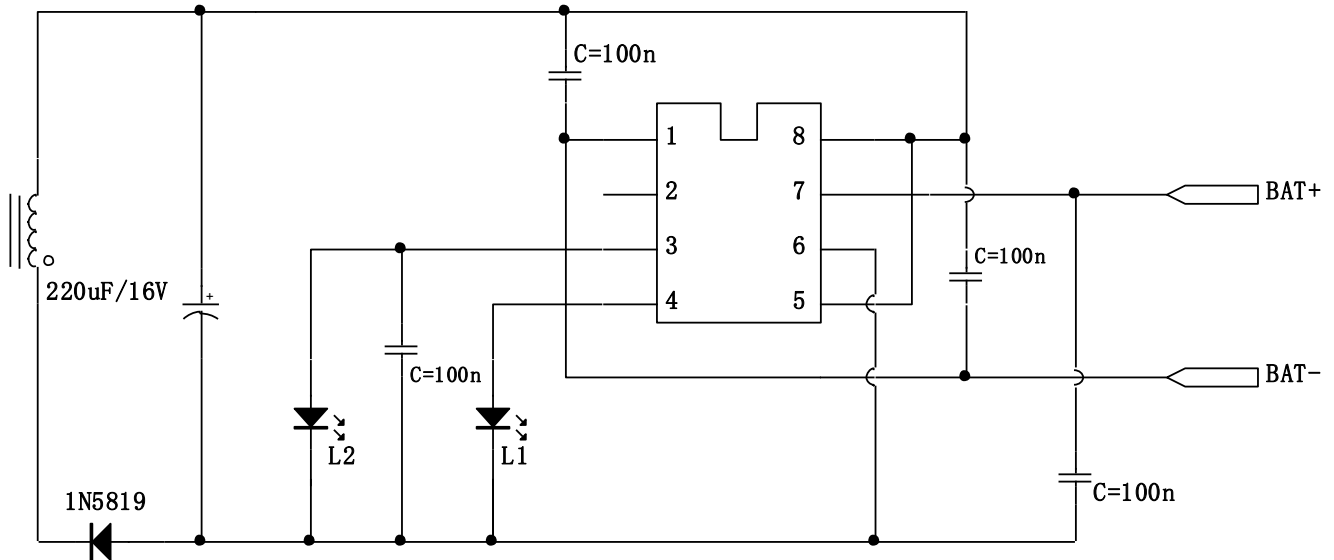 C=100n
1
8
2
7
BAT+
3
6
C=100n
220uF/16V
+
4
5
C=100n
BAT-
L2
L1
1N5819
C=100n